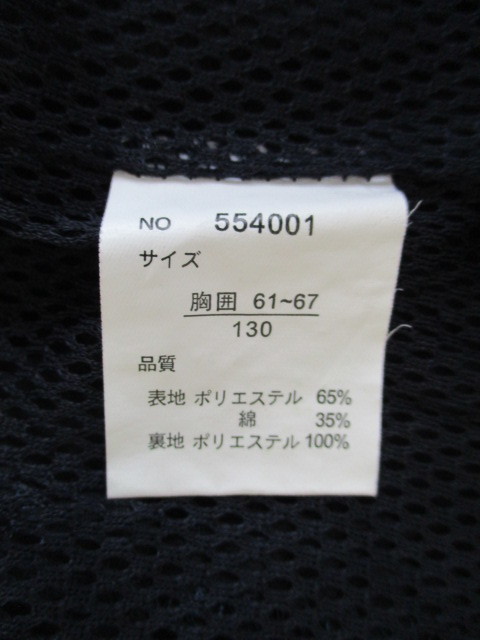 NO 554001
サイズ
胸囲 61~67
130
品質
表地 ポリエステル 65%
綿 35%
裏地 ポリエステル 100%